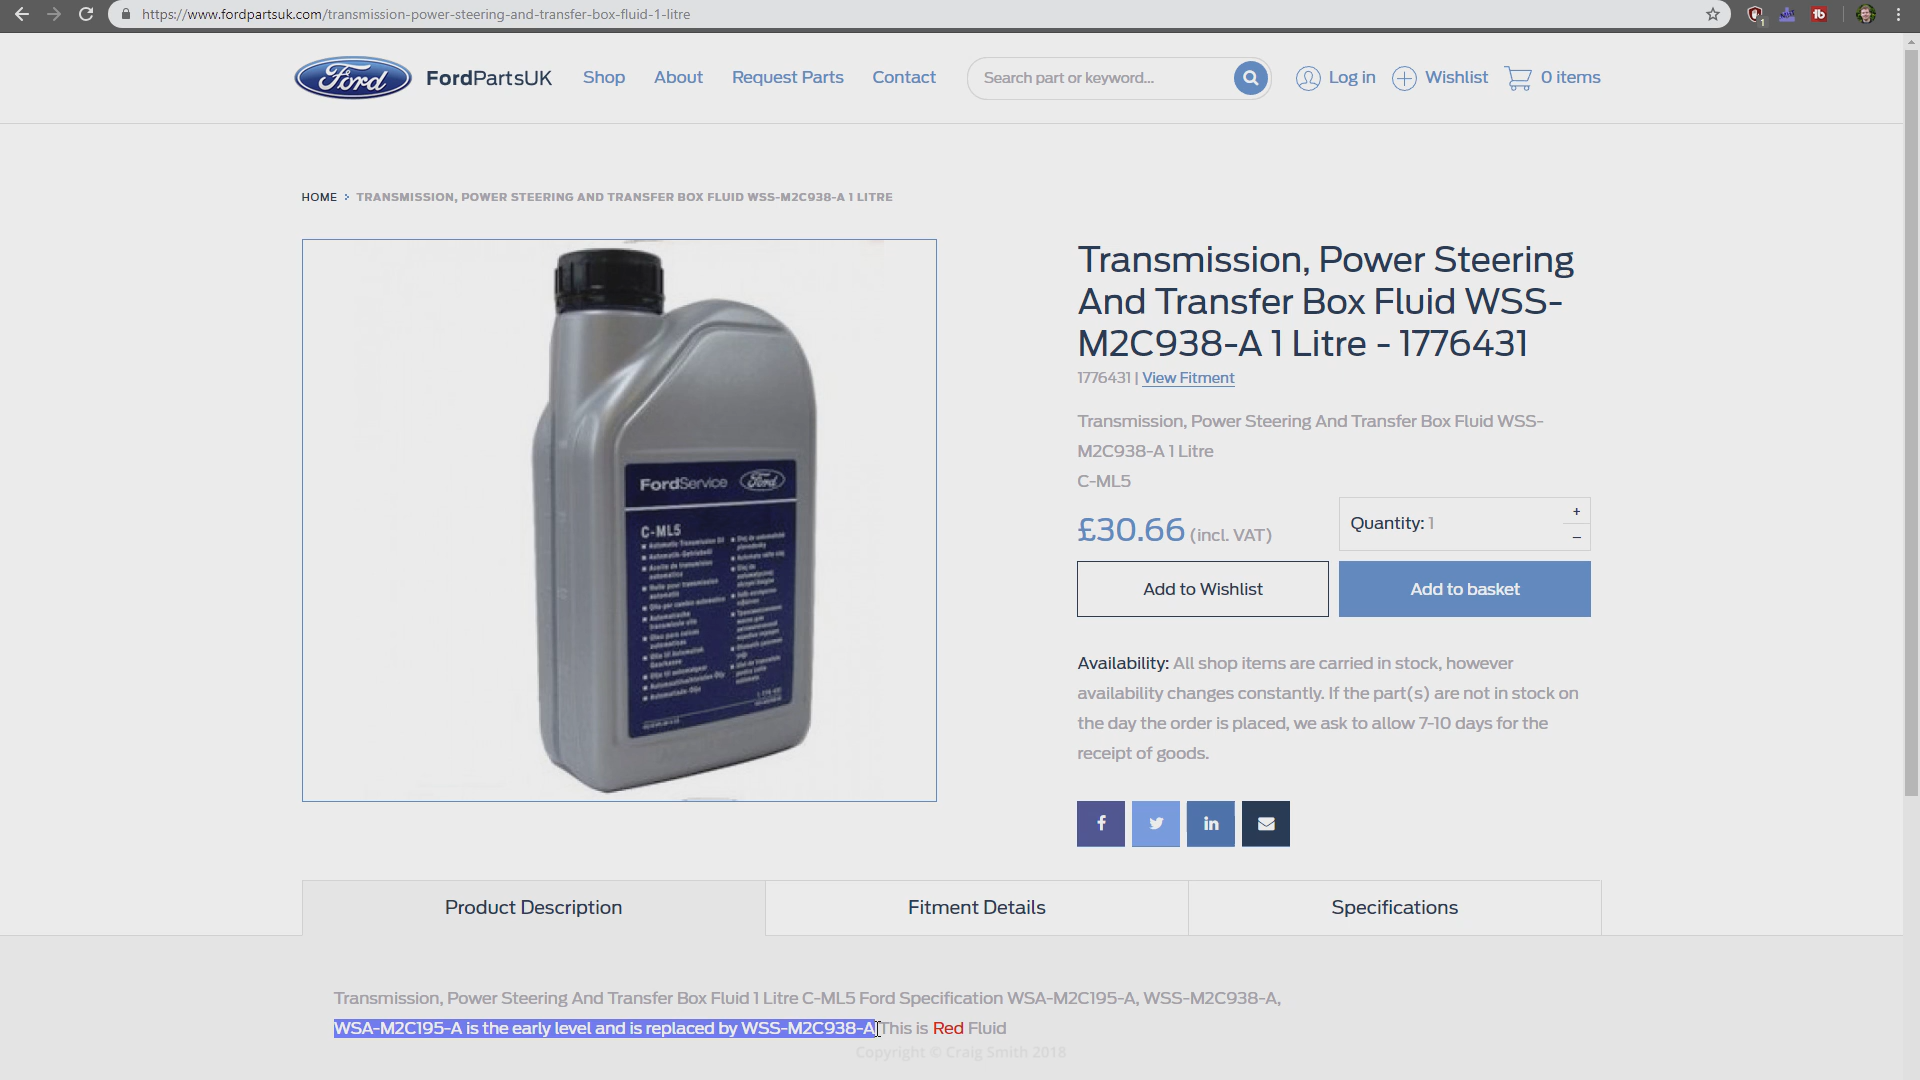 https://www.fordpartsuk.com/transmission-power-steering-and-transfer-box-fluid-1-litre
Ford
FordPartsUK
Shop
About
Request Parts
Contact
Search part or keyword...
Log in
Wishlist
0 items
HOME > TRANSMISSION, POWER STEERING AND TRANSFER BOX FLUID WSS-M2C938-A 1 LITRE
FordService
Ford
C-ML5
Transmission, Power Steering
And Transfer Box Fluid WSS-
M2C938-A 1 Litre - 1776431
1776431 | View Fitment
Transmission, Power Steering And Transfer Box Fluid WSS-
M2C938-A 1 Litre
C-ML5
£30.66 (incl. VAT)
Quantity: 1
+
−
Add to Wishlist
Add to basket
Availability: All shop items are carried in stock, however
availability changes constantly. If the part(s) are not in stock on
the day the order is placed, we ask to allow 7-10 days for the
receipt of goods.
Product Description
Fitment Details
Specifications
Transmission, Power Steering And Transfer Box Fluid 1 Litre C-ML5 Ford Specification WSA-M2C195-A, WSS-M2C938-A,
WSA-M2C195-A is the early level and is replaced by WSS-M2C938-A This is Red Fluid
Copyright © Craig Smith 2018